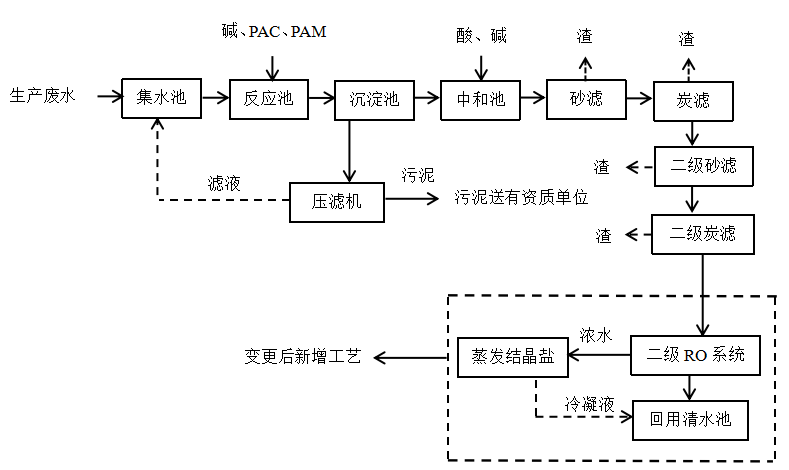 碱、PAC、PAM
酸、碱
渣
渣
生产废水
集水池
反应池
沉淀池
中和池
砂滤
炭滤
渣
二级砂滤
滤液
压滤机
污泥
污泥送有资质单位
渣
二级炭滤
变更后新增工艺
蒸发结晶盐
浓水
二级 RO 系统
冷凝液
回用清水池